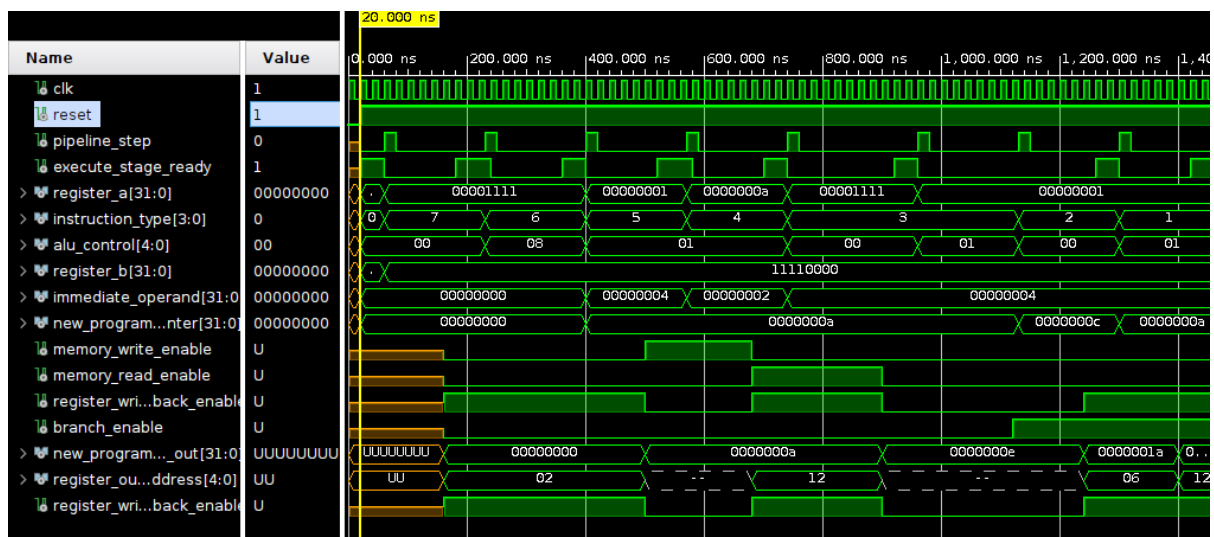 20.000 ns
Name Value 0.000 ns 200.000 ns 400.000 ns 600.000 ns 800.000 ns 1,000.000 ns 1,200.000 ns 1,40
clk 1
reset 1
pipeline_step 0
execute_stage_ready 1
register_a[31:0] 00000000 . 00001111 00000001 0000000a 00001111 00000001
instruction_type[3:0] 0 0 7 6 5 4 3 2 1
alu_control[4:0] 00 00 08 01 00 01 00 01
register_b[31:0] 00000000 . 11110000
immediate_operand[31:0 00000000 00000000 00000004 00000002 00000004
new_program...nter[31:0] 00000000 00000000 0000000a 0000000c 0000000a
memory_write_enable U
memory_read_enable U
register_wri...back_enable U
branch_enable U
new_program..._out[31:0] UUUUUUUU UUUUUUUU 00000000 0000000a 0000000e 0000001a 0..
register_ou...ddress[4:0] UU UU 02 -- 12 -- 06 12
register_wri...back_enable U